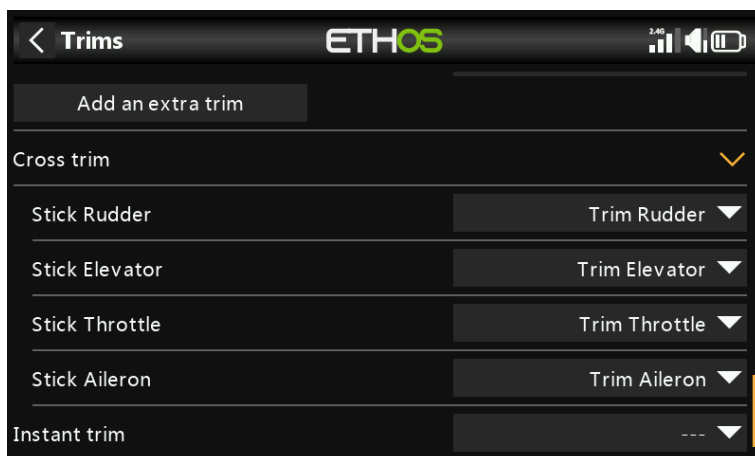 Trims ETHOS 2.4G
Add an extra trim
Cross trim
Stick Rudder Trim Rudder
Stick Elevator Trim Elevator
Stick Throttle Trim Throttle
Stick Aileron Trim Aileron
Instant trim ---